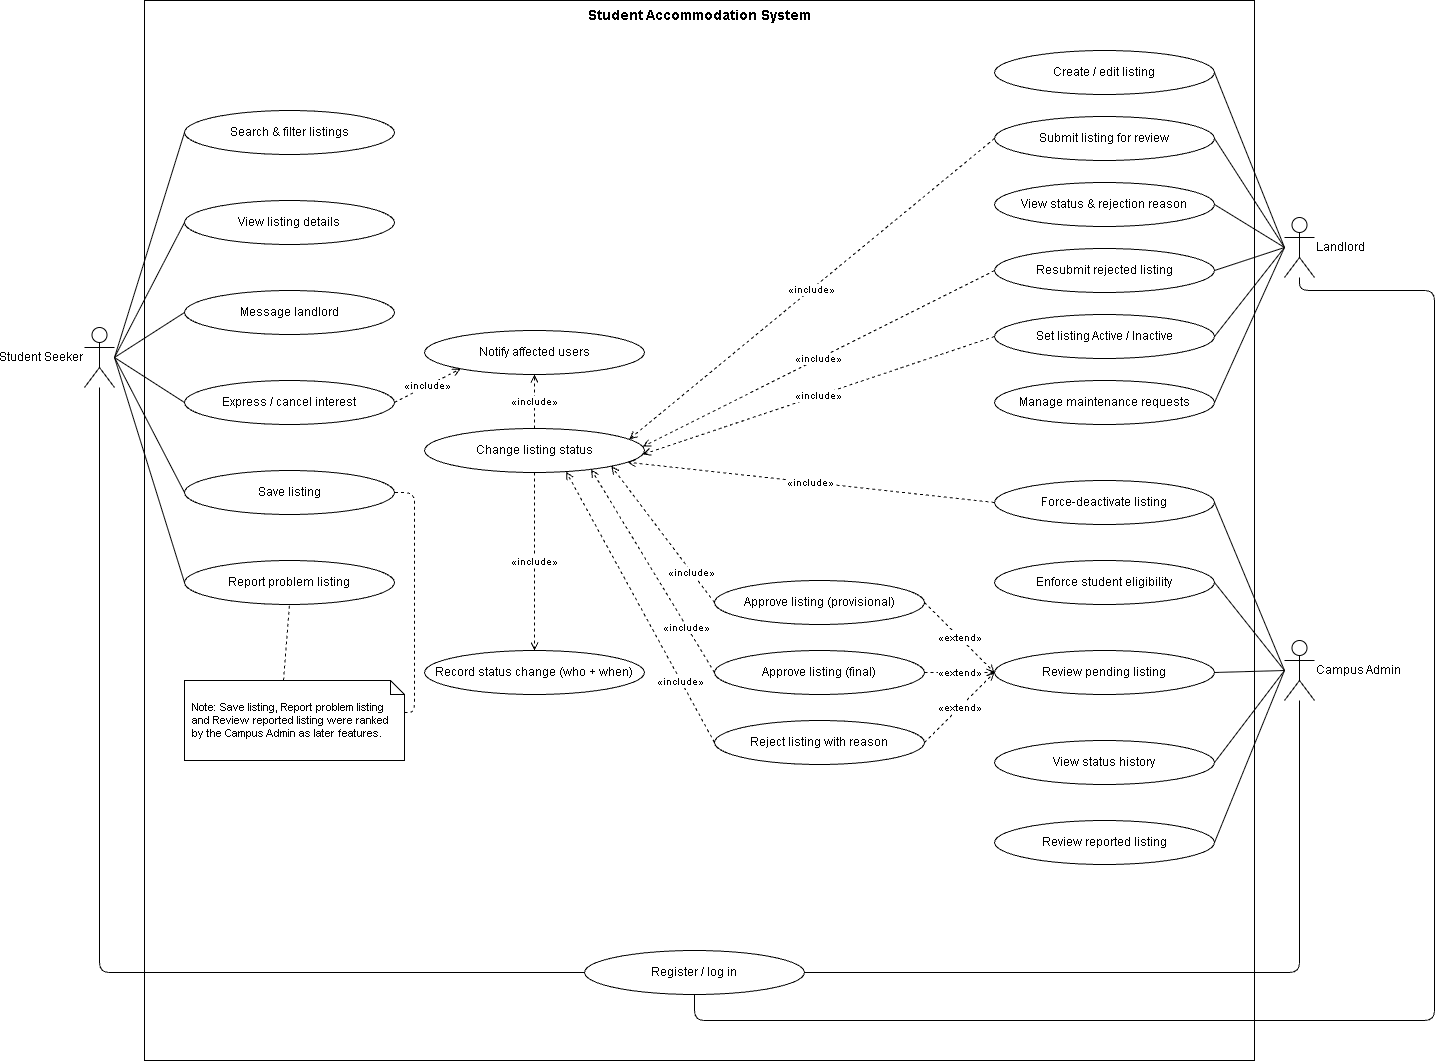 Student Accommodation System
Create / edit listing
Search & filter listings
Submit listing for review
View listing details
View status & rejection reason
Landlord
Resubmit rejected listing
«include»
Message landlord
Set listing Active / Inactive
Student Seeker
Notify affected users
«include»
«include»
«include»
Express / cancel interest
«include»
Manage maintenance requests
Change listing status
«include»
Save listing
Force-deactivate listing
«include»
«include»
Report problem listing
Enforce student eligibility
Approve listing (provisional)
«include»
«extend»
Record status change (who + when)
Approve listing (final)
«extend»
Review pending listing
Campus Admin
«include»
«extend»
Note: Save listing, Report problem listing
and Review reported listing were ranked
by the Campus Admin as later features.
Reject listing with reason
View status history
Review reported listing
Register / log in